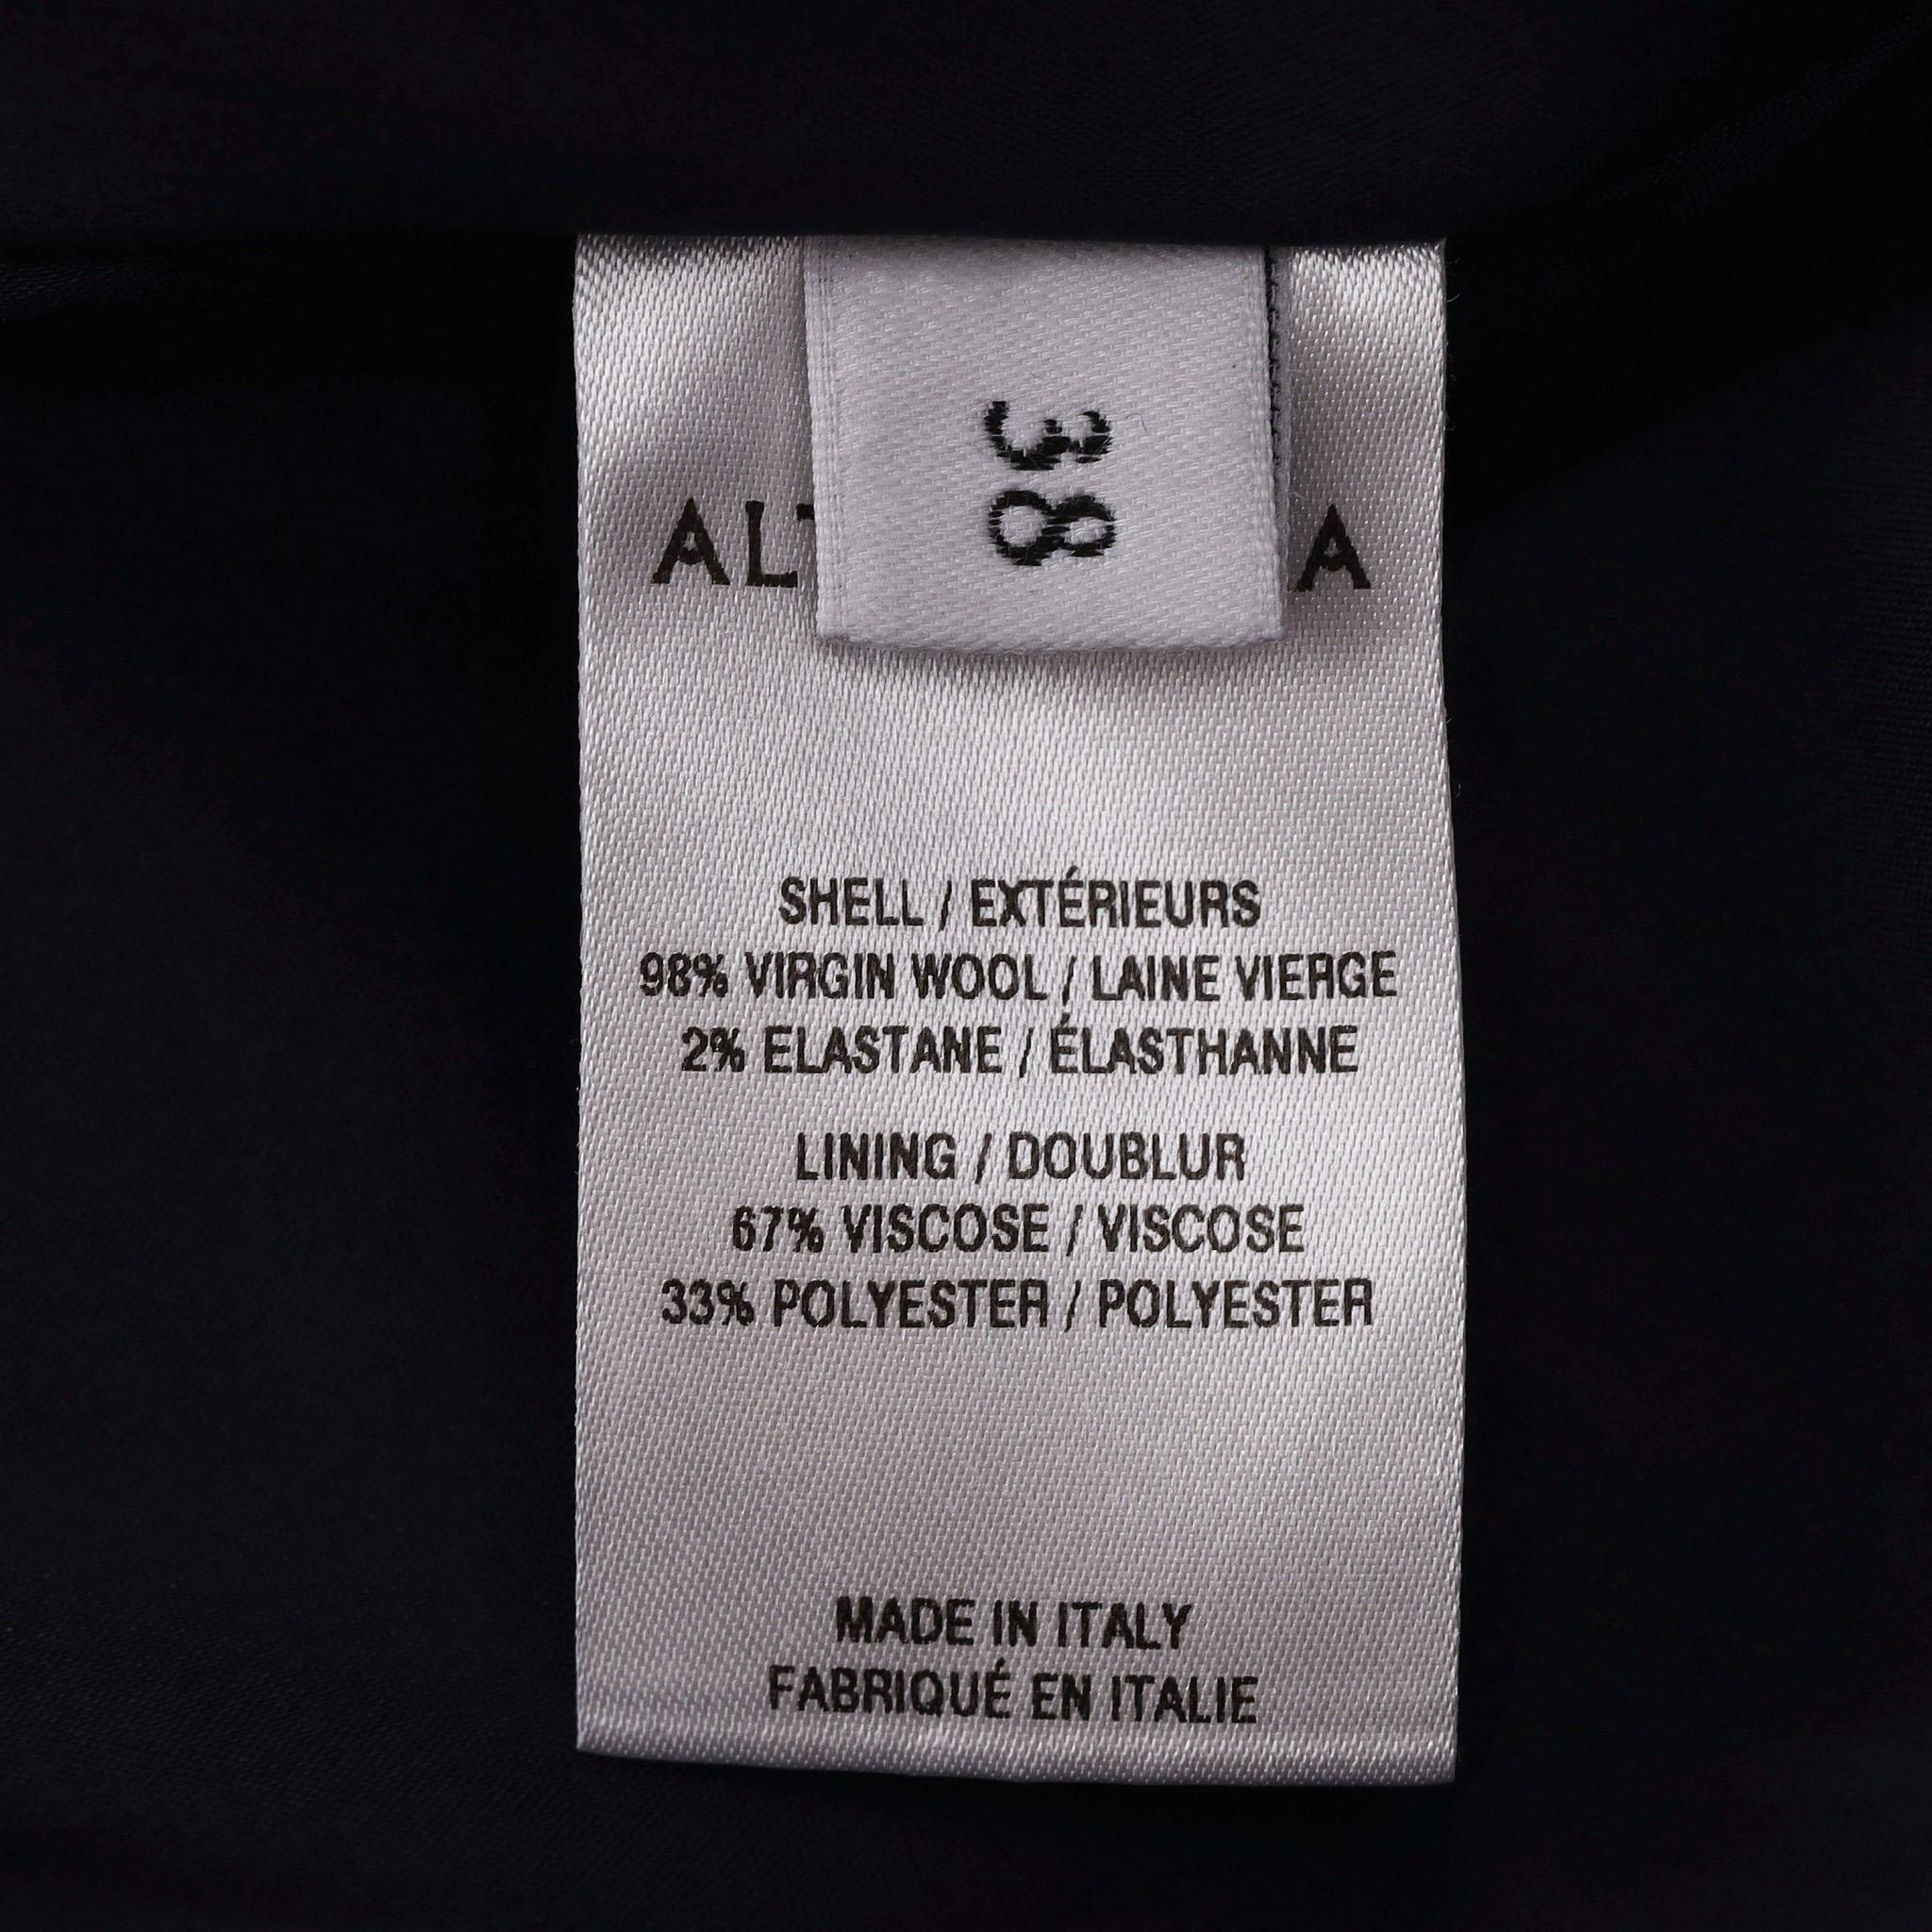 38
SHELL / EXTÉRIEURS
98% VIRGIN WOOL / LAINE VIERGE
2% ELASTANE / ÉLASTHANNE
LINING / DOUBLUR
67% VISCOSE / VISCOSE
33% POLYESTER / POLYESTER
MADE IN ITALY
FABRIQUÉ EN ITALIE